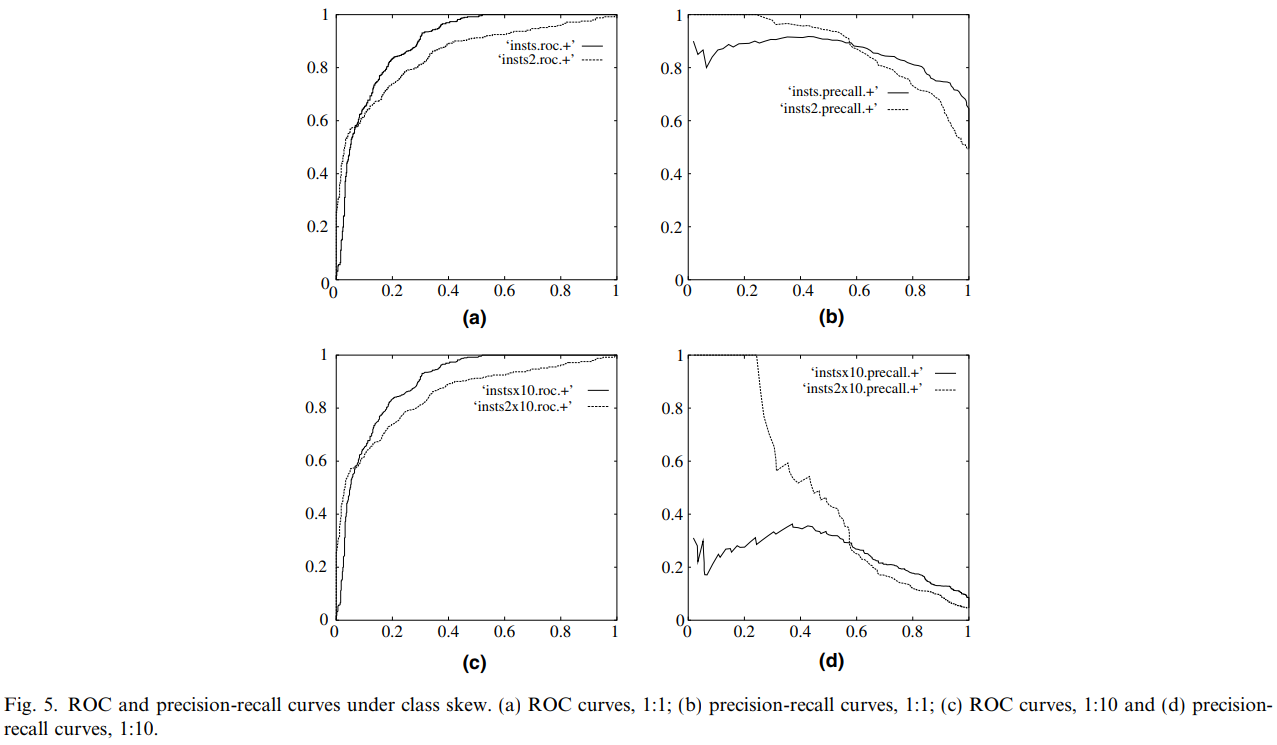 1
0.8
0.6
0.4
0.2
0
0 0.2 0.4 0.6 0.8 1
‘insts.roc.+’
‘insts2.roc.+’
(a)
1
0.8
0.6
0.4
0.2
0
0 0.2 0.4 0.6 0.8 1
‘insts.precall.+’
‘insts2.precall.+’
(b)
1
0.8
0.6
0.4
0.2
0
0 0.2 0.4 0.6 0.8 1
‘instsx10.roc.+’
‘insts2x10.roc.+’
(c)
1
0.8
0.6
0.4
0.2
0
0 0.2 0.4 0.6 0.8 1
‘instsx10.precall.+’
‘insts2x10.precall.+’
(d)
Fig. 5. ROC and precision-recall curves under class skew. (a) ROC curves, 1:1; (b) precision-recall curves, 1:1; (c) ROC curves, 1:10 and (d) precision-
recall curves, 1:10.